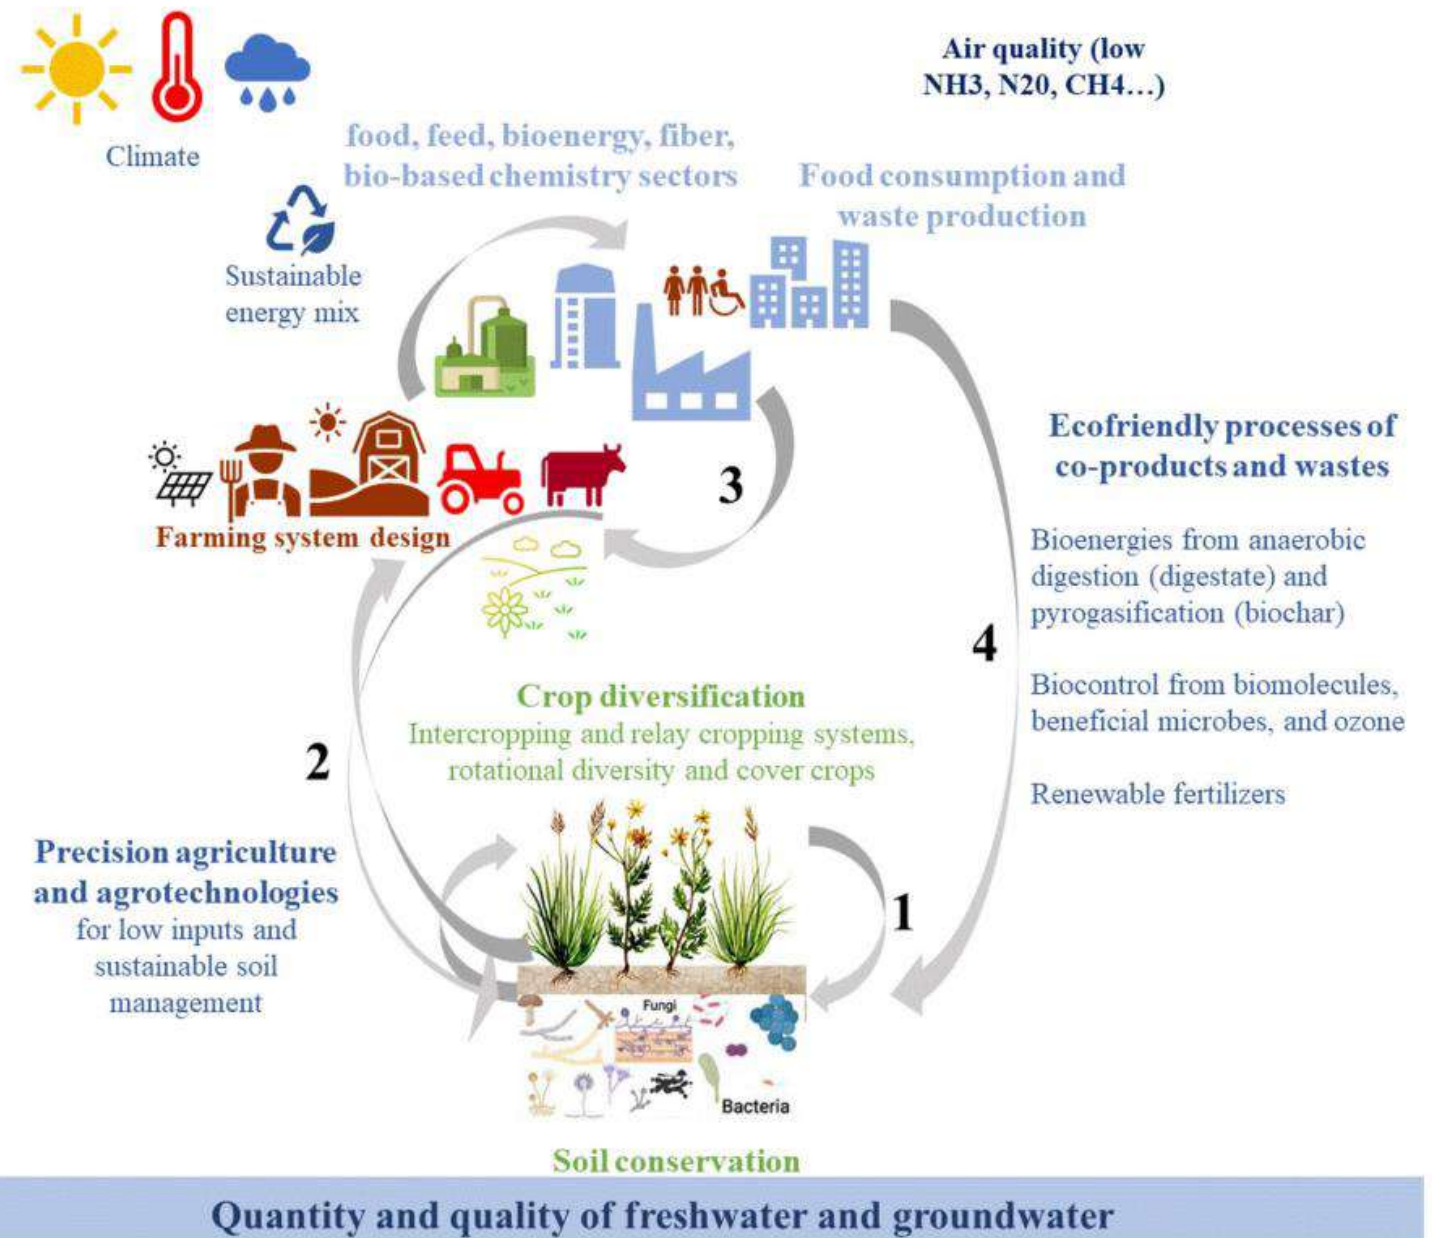 Air quality (low
NH3, N20, CH4…)
Climate
food, feed, bioenergy, fiber,
bio-based chemistry sectors
Food consumption and
waste production
Sustainable
energy mix
Farming system design
3
Ecofriendly processes of
co-products and wastes
Bioenergies from anaerobic
digestion (digestate) and
pyrogasification (biochar)
4
Biocontrol from biomolecules,
beneficial microbes, and ozone
Renewable fertilizers
Crop diversification
Intercropping and relay cropping systems,
rotational diversity and cover crops
2
Precision agriculture
and agrotechnologies
for low inputs and
sustainable soil
management
1
Fungi
Bacteria
Soil conservation
Quantity and quality of freshwater and groundwater